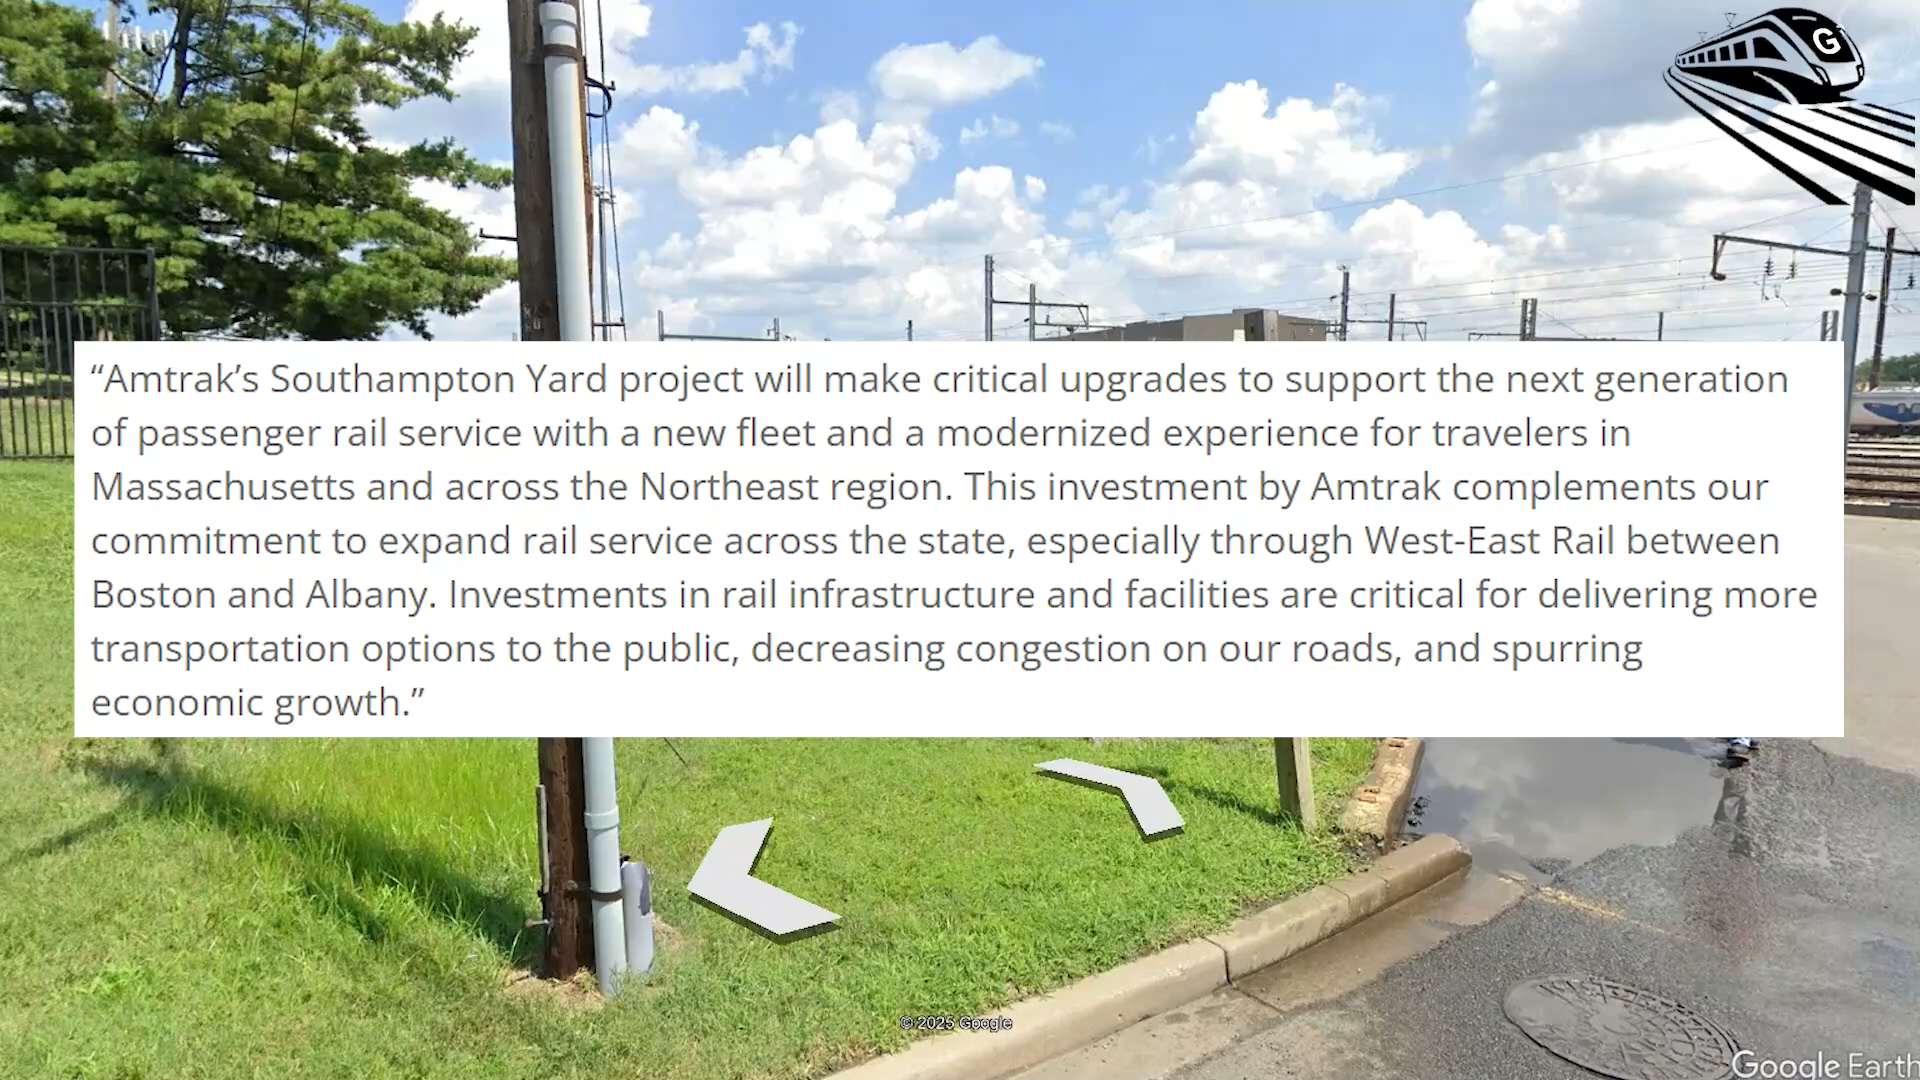 G
“Amtrak’s Southampton Yard project will make critical upgrades to support the next generation
of passenger rail service with a new fleet and a modernized experience for travelers in
Massachusetts and across the Northeast region. This investment by Amtrak complements our
commitment to expand rail service across the state, especially through West-East Rail between
Boston and Albany. Investments in rail infrastructure and facilities are critical for delivering more
transportation options to the public, decreasing congestion on our roads, and spurring
economic growth.”
© 2025 Google
Google Earth